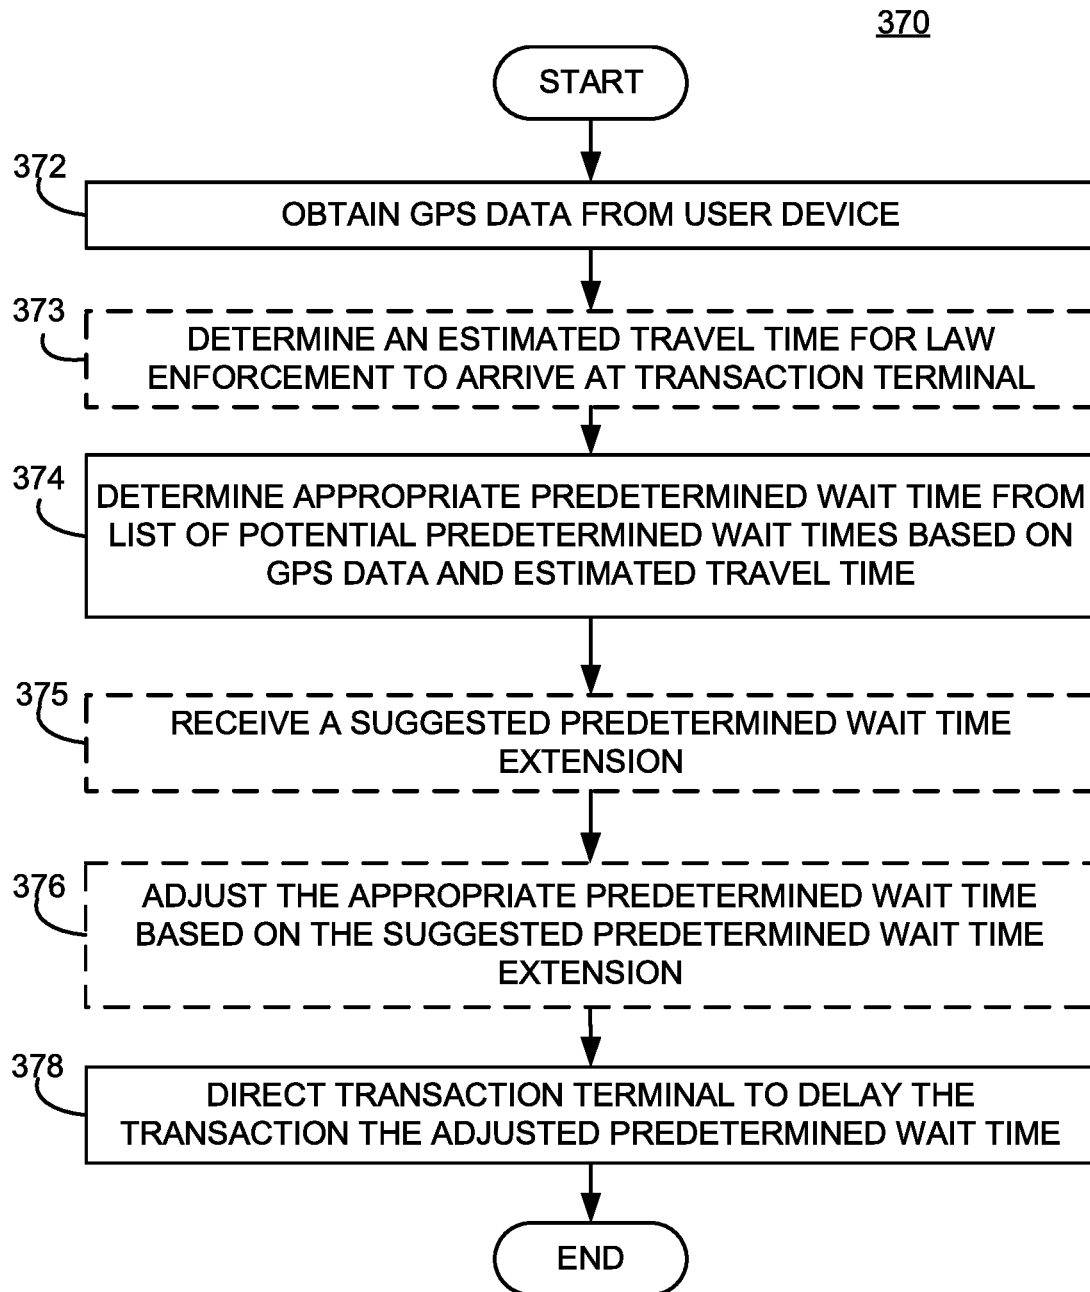 370
START
372
OBTAIN GPS DATA FROM USER DEVICE
373
DETERMINE AN ESTIMATED TRAVEL TIME FOR LAW
ENFORCEMENT TO ARRIVE AT TRANSACTION TERMINAL
374
DETERMINE APPROPRIATE PREDETERMINED WAIT TIME FROM
LIST OF POTENTIAL PREDETERMINED WAIT TIMES BASED ON
GPS DATA AND ESTIMATED TRAVEL TIME
375
RECEIVE A SUGGESTED PREDETERMINED WAIT TIME
EXTENSION
376
ADJUST THE APPROPRIATE PREDETERMINED WAIT TIME
BASED ON THE SUGGESTED PREDETERMINED WAIT TIME
EXTENSION
378
DIRECT TRANSACTION TERMINAL TO DELAY THE
TRANSACTION THE ADJUSTED PREDETERMINED WAIT TIME
END